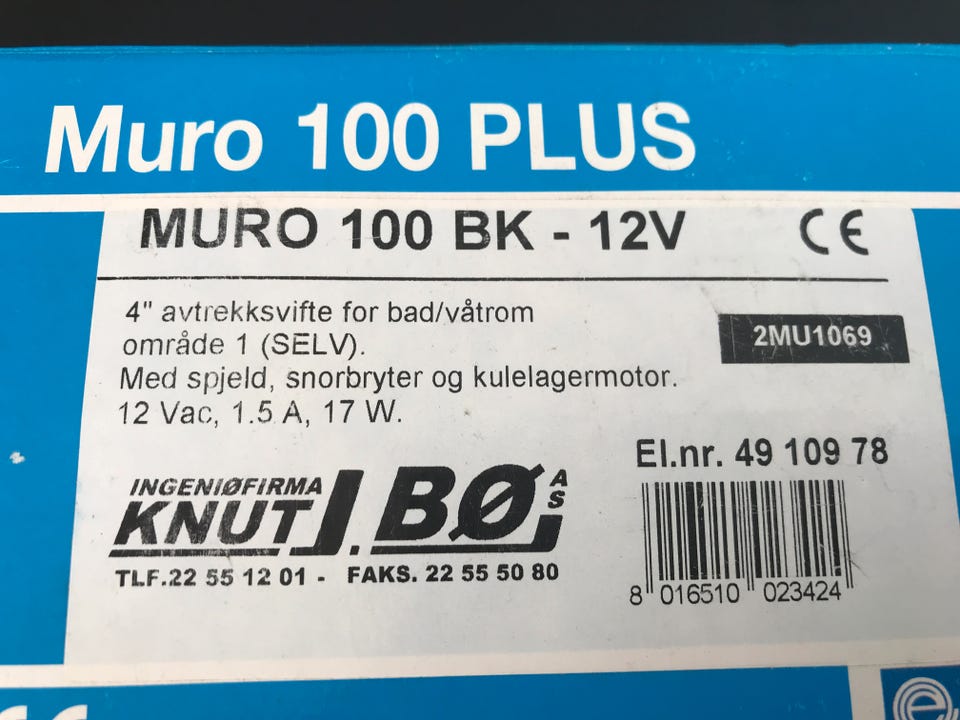 Muro 100 PLUS
MURO 100 BK - 12V CE
4" avtrekksvifte for bad/våtrom
område 1 (SELV).
2MU1069
Med spjeld, snorbryter og kulelagermotor.
12 Vac, 1.5 A, 17 W.
El.nr. 49 109 78
INGENIØFIRMA
KNUT J. BØ AS
TLF.22 55 12 01 - FAKS. 22 55 50 80
8 016510 023424